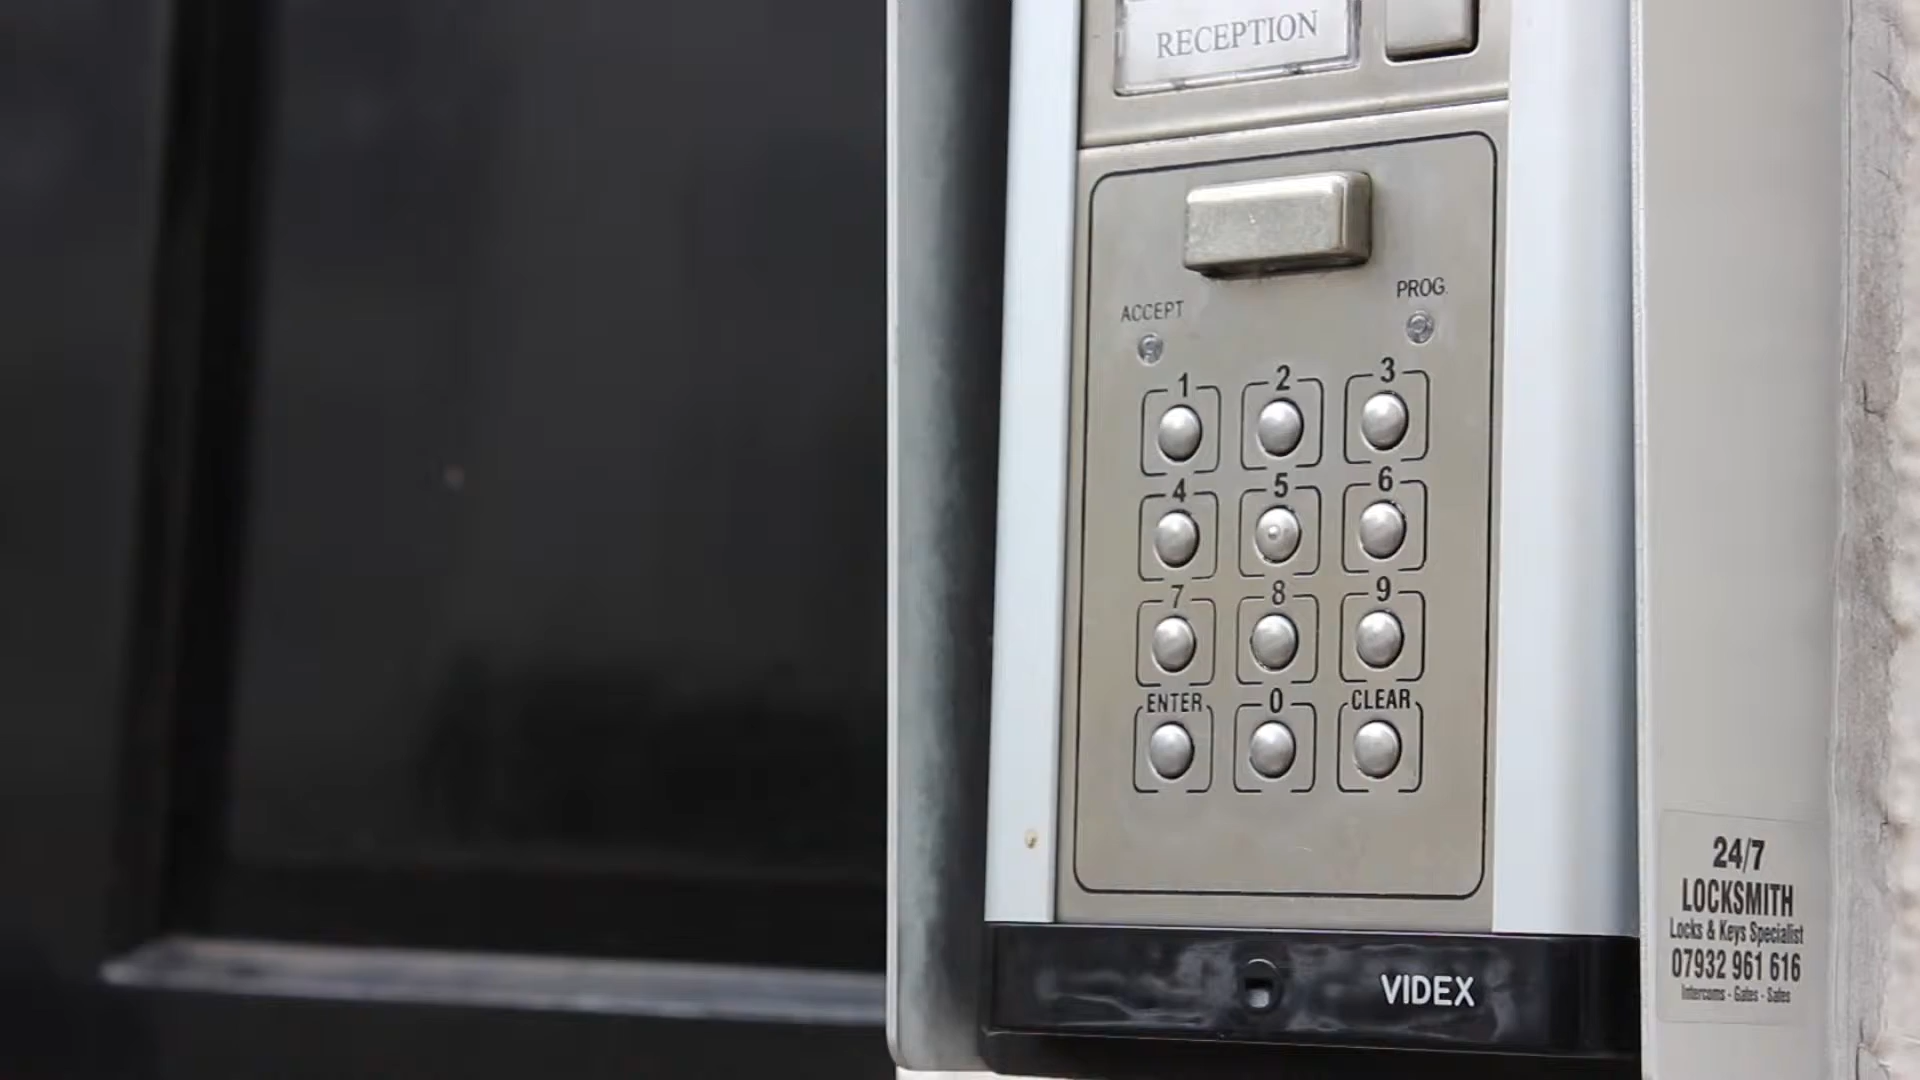 RECEPTION
ACCEPT
PROG.
1 2 3
4 5 6
7 8 9
ENTER 0 CLEAR
VIDEX
24/7
LOCKSMITH
Locks & Keys Specialist
07932 961 616
Intercoms - Gates - Safes